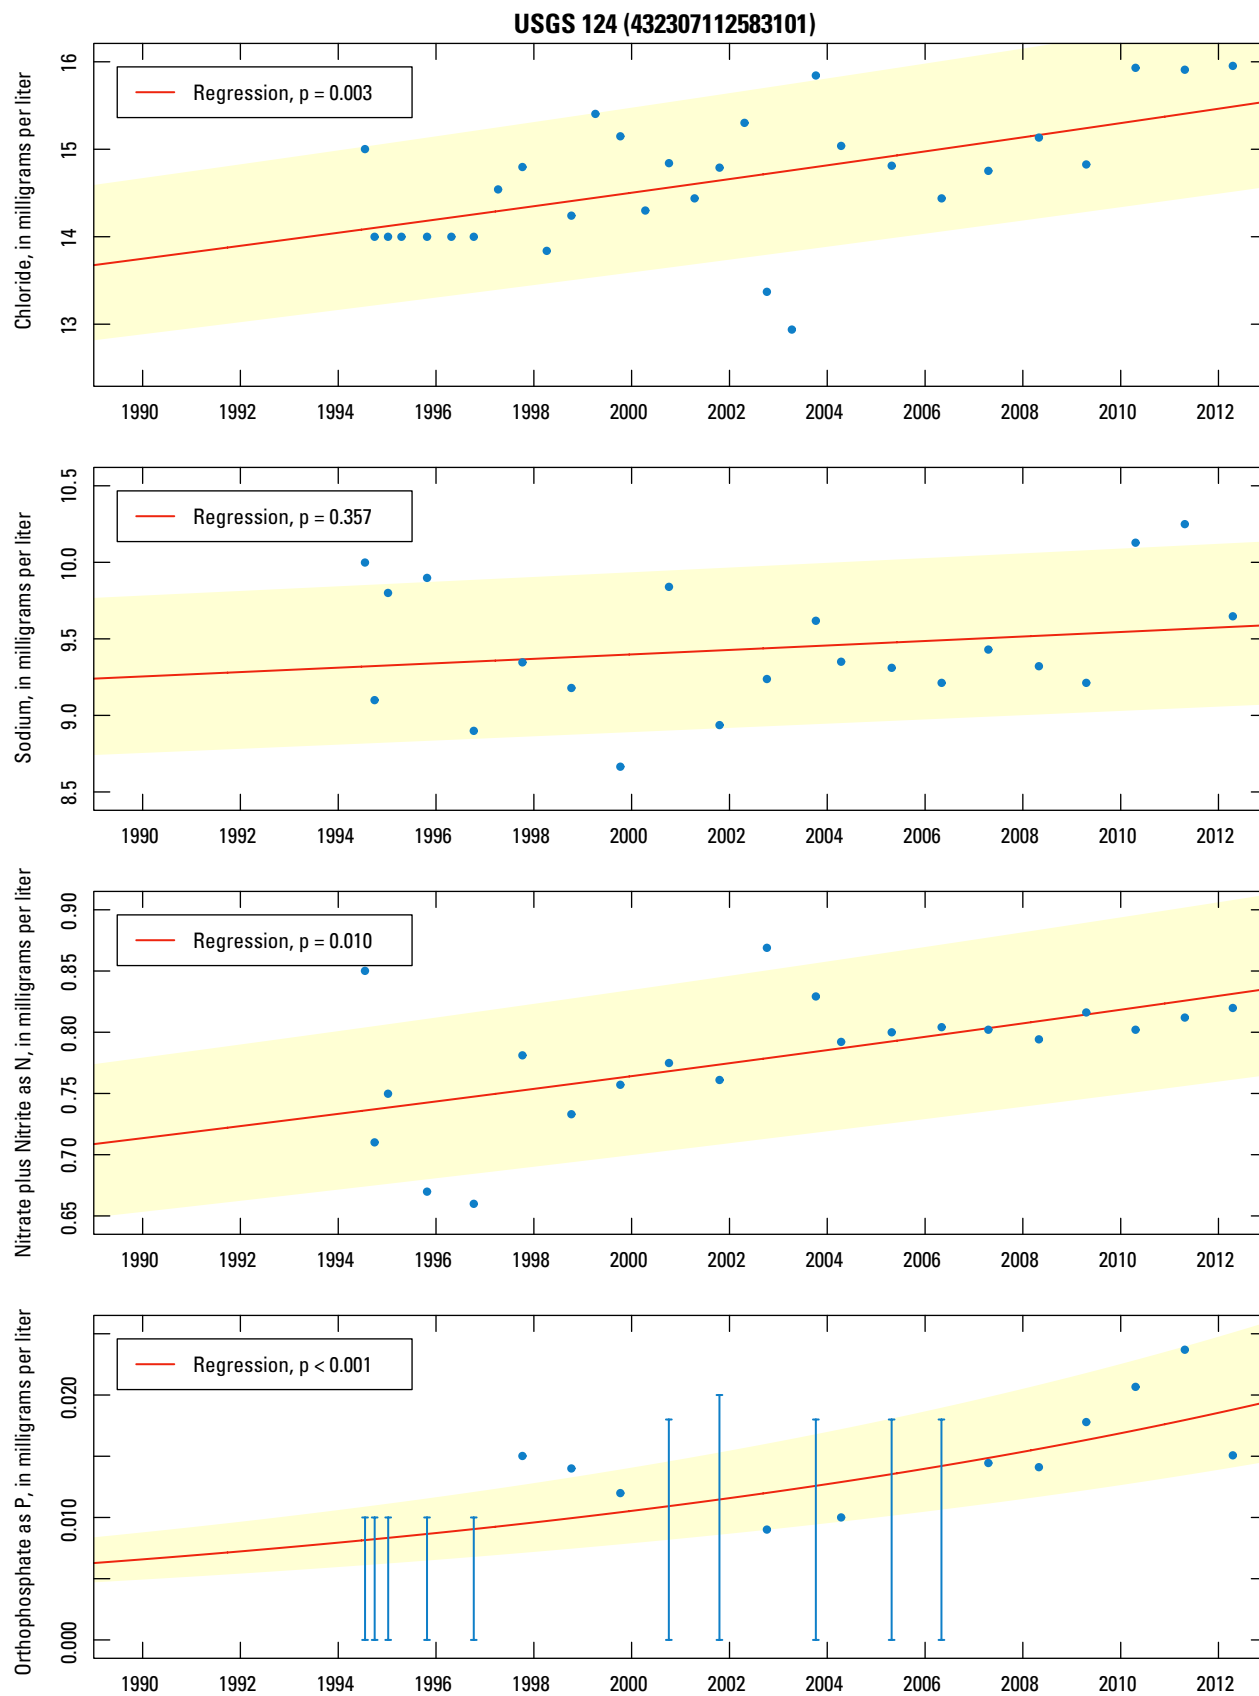 USGS 124 (432307112583101)
Chloride, in milligrams per liter
16
15
14
13
Regression, p = 0.003
1990 1992 1994 1996 1998 2000 2002 2004 2006 2008 2010 2012
Sodium, in milligrams per liter
10.5
10.0
9.5
9.0
8.5
Regression, p = 0.357
1990 1992 1994 1996 1998 2000 2002 2004 2006 2008 2010 2012
Nitrate plus Nitrite as N, in milligrams per liter
0.90
0.85
0.80
0.75
0.70
0.65
Regression, p = 0.010
1990 1992 1994 1996 1998 2000 2002 2004 2006 2008 2010 2012
Orthophosphate as P, in milligrams per liter
0.020
0.010
0.000
Regression, p < 0.001
1990 1992 1994 1996 1998 2000 2002 2004 2006 2008 2010 2012